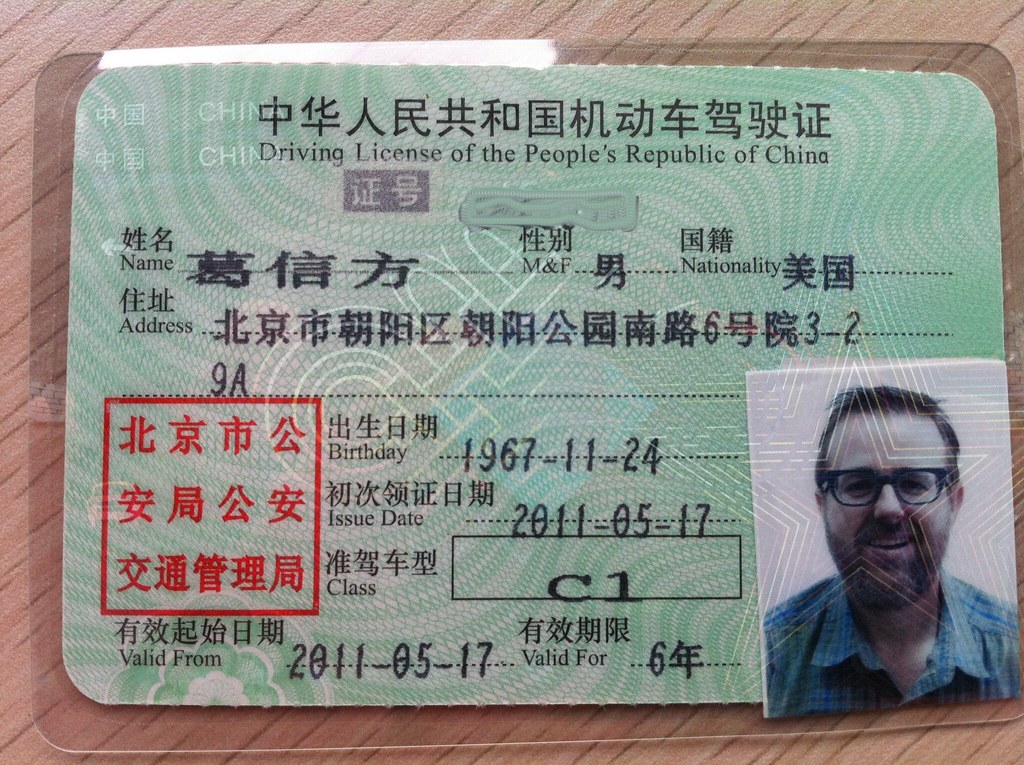 中国 CHINA
中国 CHINA
中华人民共和国机动车驾驶证
Driving License of the People's Republic of China
证号
姓名 Name 葛信方 性别 M&F 男 国籍 Nationality 美国
住址 Address 北京市朝阳区朝阳公园南路6号院3-2
9A
北京市公
安局公安
交通管理局
出生日期 Birthday 1967-11-24
初次领证日期 Issue Date 2011-05-17
准驾车型 Class C1
有效起始日期 Valid From 2011-05-17 有效期限 Valid For 6年